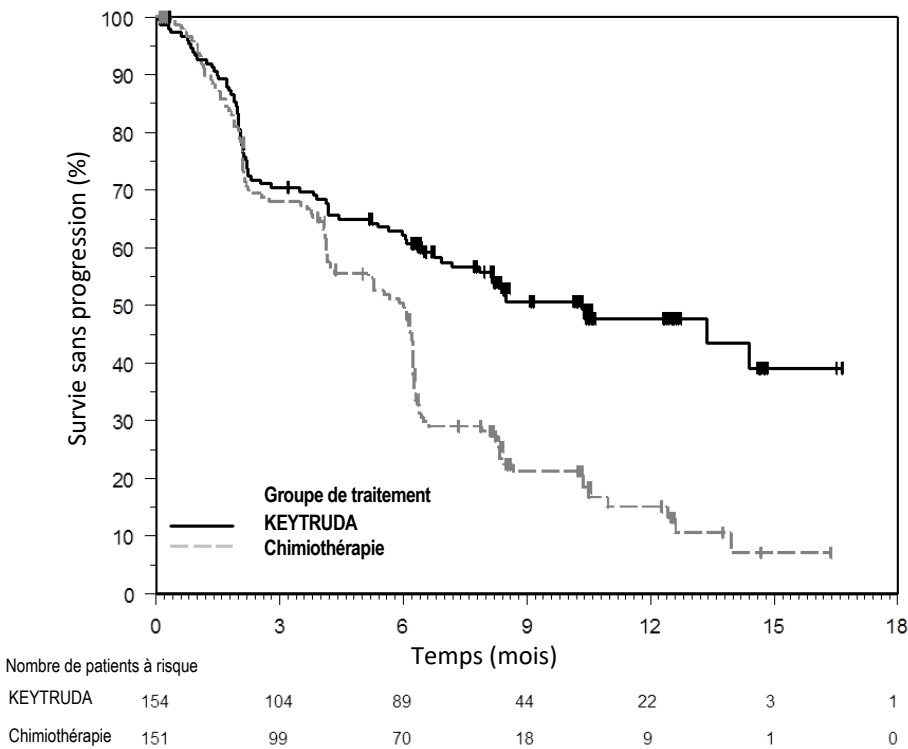 100
90
80
70
60
50
40
30
20
10
0
Survie sans progression (%)
Groupe de traitement
KEYTRUDA
Chimiothérapie
0 3 6 9 12 15 18
Temps (mois)
Nombre de patients à risque
KEYTRUDA 154 104 89 44 22 3 1
Chimiothérapie 151 99 70 18 9 1 0